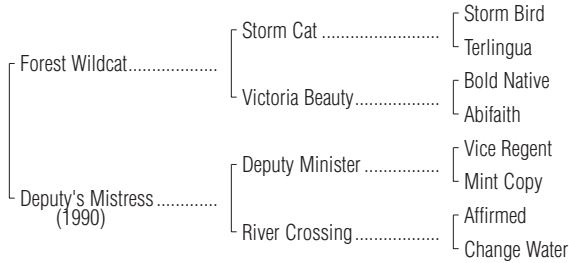 Storm Bird
Storm Cat ........................
Terlingua
Forest Wildcat..................
Bold Native
Victoria Beauty.................
Abifaith
Vice Regent
Deputy Minister ...............
Mint Copy
Deputy's Mistress ............
(1990)
Affirmed
River Crossing.................
Change Water